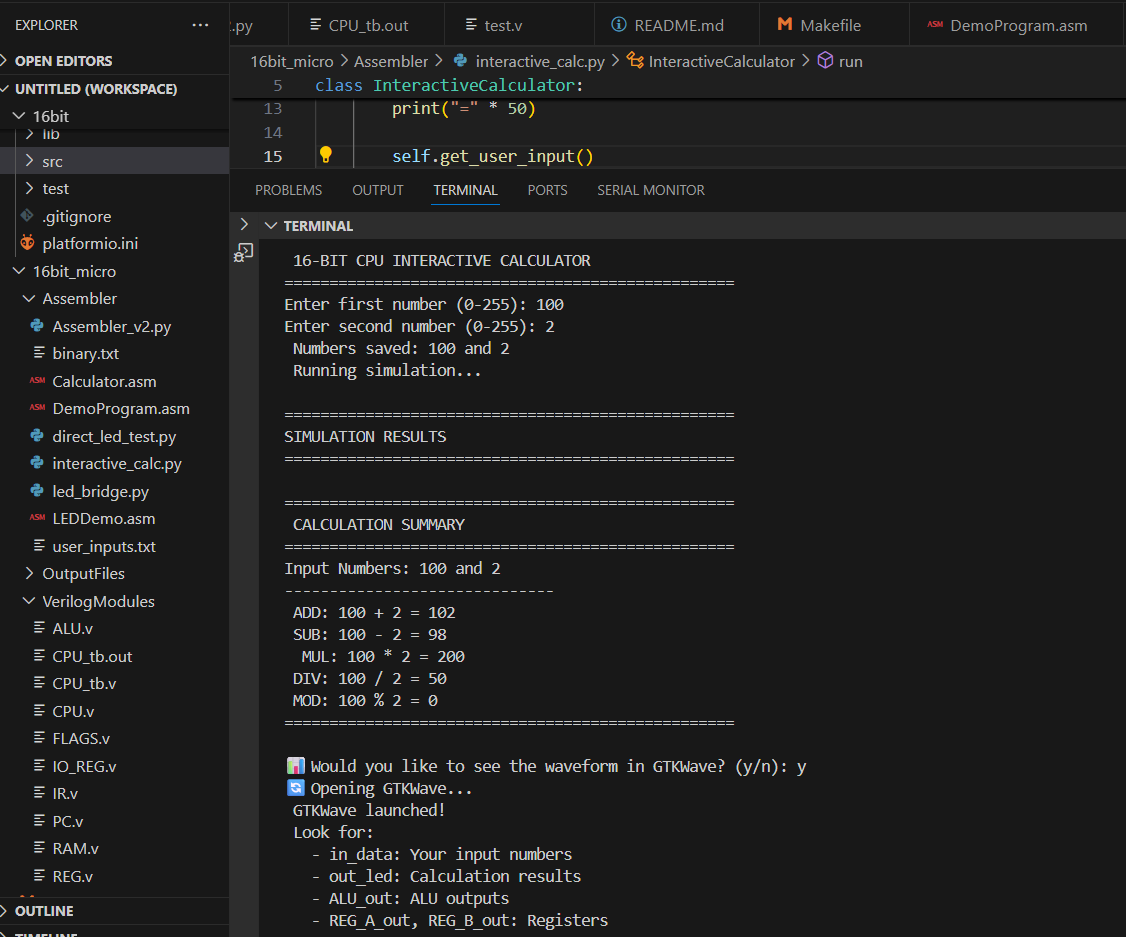 EXPLORER
...
.py
CPU_tb.out
test.v
README.md
Makefile
ASM DemoProgram.asm
OPEN EDITORS
UNTITLED (WORKSPACE)
16bit
lib
src
test
.gitignore
platformio.ini
16bit_micro
Assembler
Assembler_v2.py
binary.txt
ASM Calculator.asm
ASM DemoProgram.asm
direct_led_test.py
interactive_calc.py
led_bridge.py
ASM LEDDemo.asm
user_inputs.txt
OutputFiles
VerilogModules
ALU.v
CPU_tb.out
CPU_tb.v
CPU.v
FLAGS.v
IO_REG.v
IR.v
PC.v
RAM.v
REG.v
OUTLINE
TIMELINE
16bit_micro > Assembler > interactive_calc.py > InteractiveCalculator > run
5 class InteractiveCalculator:
13 print("=" * 50)
14
15 self.get_user_input()
PROBLEMS OUTPUT TERMINAL PORTS SERIAL MONITOR
TERMINAL
16-BIT CPU INTERACTIVE CALCULATOR
==================================================
Enter first number (0-255): 100
Enter second number (0-255): 2
Numbers saved: 100 and 2
Running simulation...
==================================================
SIMULATION RESULTS
==================================================
==================================================
CALCULATION SUMMARY
==================================================
Input Numbers: 100 and 2
------------------------------
ADD: 100 + 2 = 102
SUB: 100 - 2 = 98
MUL: 100 * 2 = 200
DIV: 100 / 2 = 50
MOD: 100 % 2 = 0
==================================================
📊 Would you like to see the waveform in GTKWave? (y/n): y
🔄 Opening GTKWave...
GTKWave launched!
Look for:
- in_data: Your input numbers
- out_led: Calculation results
- ALU_out: ALU outputs
- REG_A_out, REG_B_out: Registers